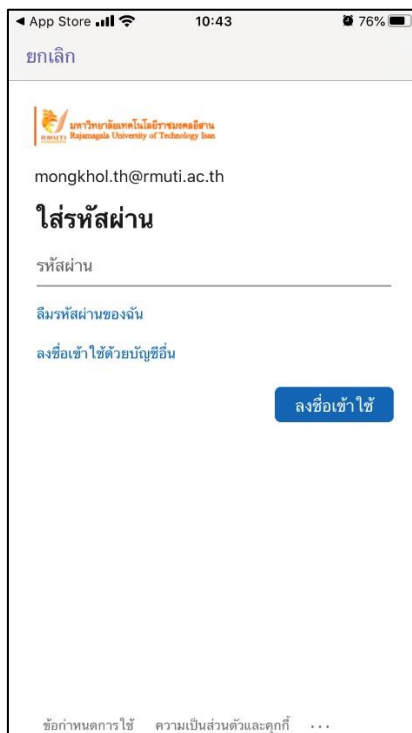 ◄ App Store 10:43 76%
ยกเลิก
มหาวิทยาลัยเทคโนโลยีราชมงคลอีสาน
RMUTI Rajamagala University of Technology Isan
mongkhol.th@rmuti.ac.th
ใส่รหัสผ่าน
รหัสผ่าน
ลืมรหัสผ่านของฉัน
ลงชื่อเข้าใช้ด้วยบัญชีอื่น
ลงชื่อเข้าใช้
ข้อกำหนดการใช้ ความเป็นส่วนตัวและคุกกี้ ...